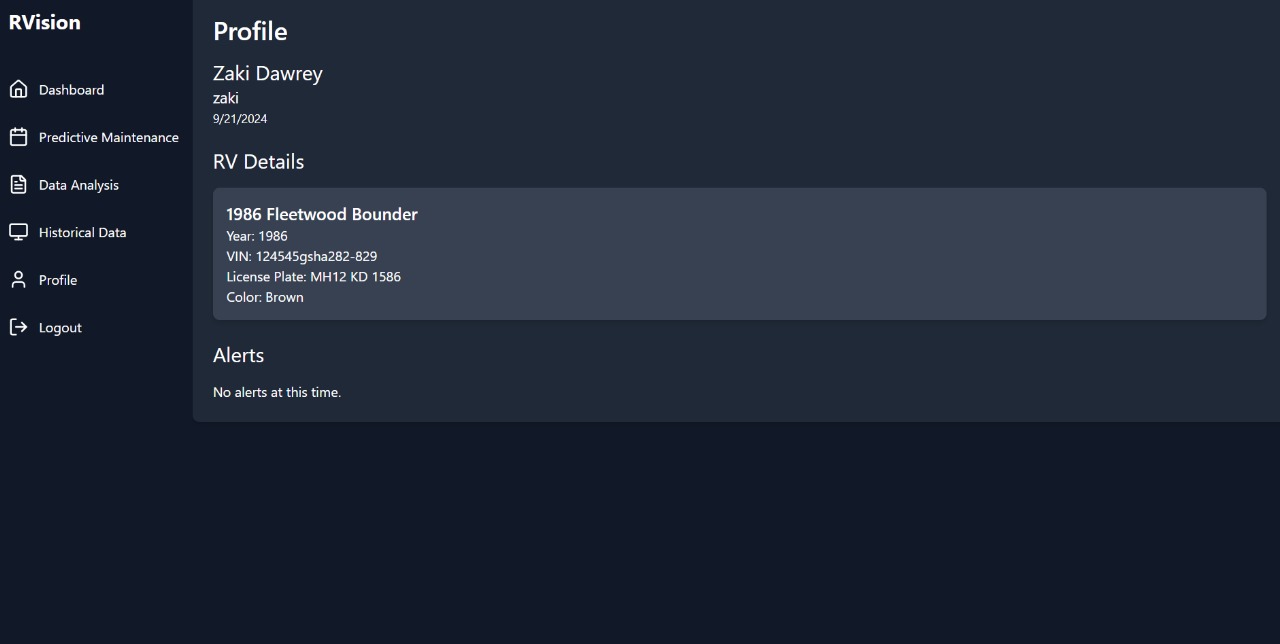 RVision
Dashboard
Predictive Maintenance
Data Analysis
Historical Data
Profile
Logout
Profile
Zaki Dawrey
zaki
9/21/2024
RV Details
1986 Fleetwood Bounder
Year: 1986
VIN: 124545gsha282-829
License Plate: MH12 KD 1586
Color: Brown
Alerts
No alerts at this time.